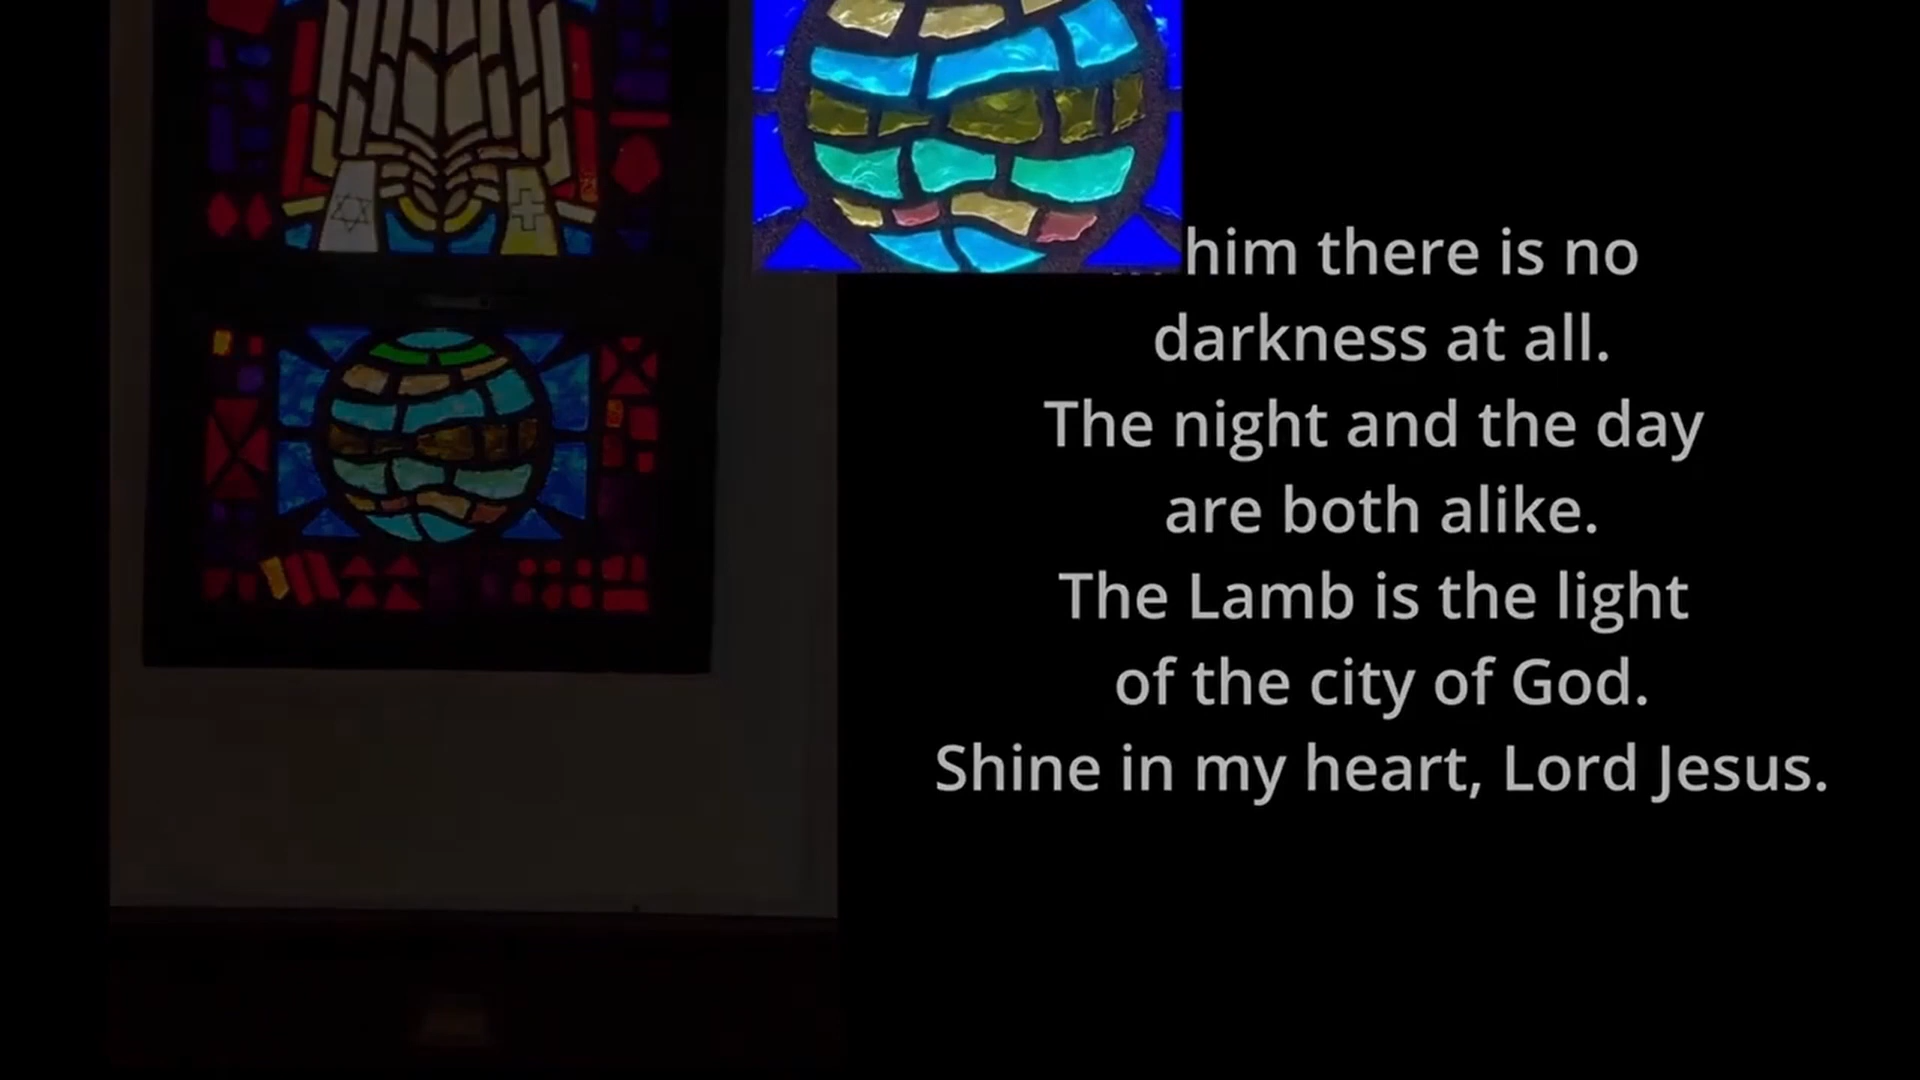 him there is no
darkness at all.
The night and the day
are both alike.
The Lamb is the light
of the city of God.
Shine in my heart, Lord Jesus.